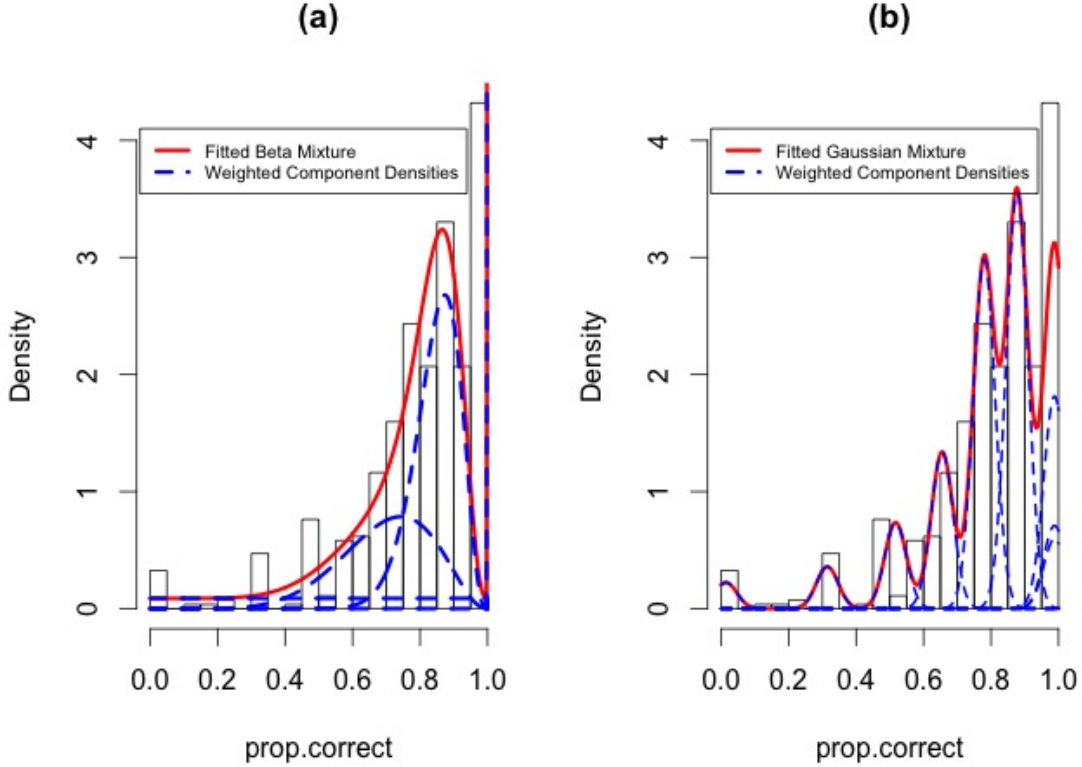 (a)
Density
4
3
2
1
0
Fitted Beta Mixture
Weighted Component Densities
0.0 0.2 0.4 0.6 0.8 1.0
prop.correct
(b)
Density
4
3
2
1
0
Fitted Gaussian Mixture
Weighted Component Densities
0.0 0.2 0.4 0.6 0.8 1.0
prop.correct